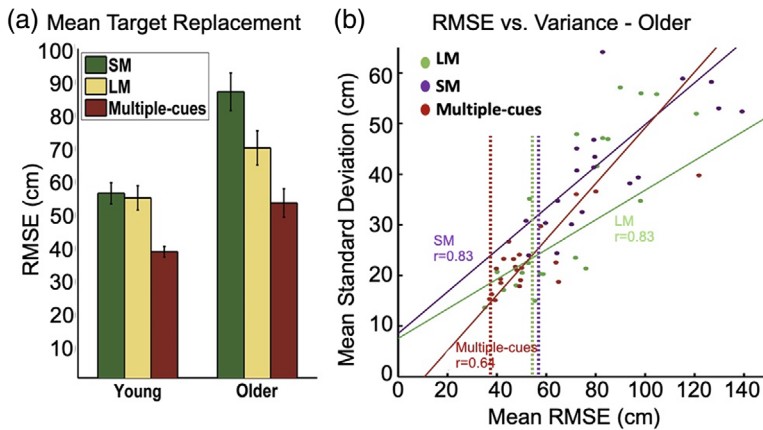 (a) Mean Target Replacement
RMSE (cm)
100
90
80
70
60
50
40
30
20
10
SM
LM
Multiple-cues
Young Older
(b) RMSE vs. Variance - Older
Mean Standard Deviation (cm)
60
50
40
30
20
10
0
LM
SM
Multiple-cues
SM
r=0.83
LM
r=0.83
Multiple-cues
r=0.64
0 20 40 60 80 100 120 140
Mean RMSE (cm)